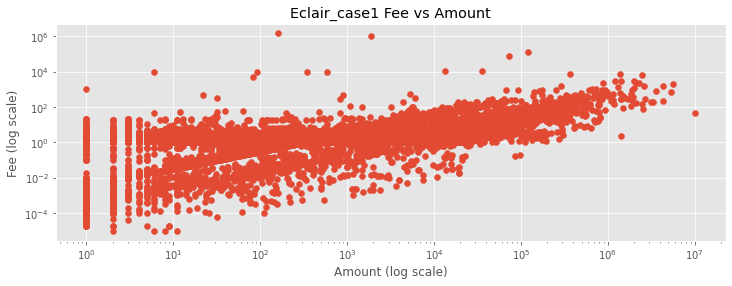 Eclair_case1 Fee vs Amount
Fee (log scale)
10^6
10^4
10^2
10^0
10^-2
10^-4
10^0 10^1 10^2 10^3 10^4 10^5 10^6 10^7
Amount (log scale)